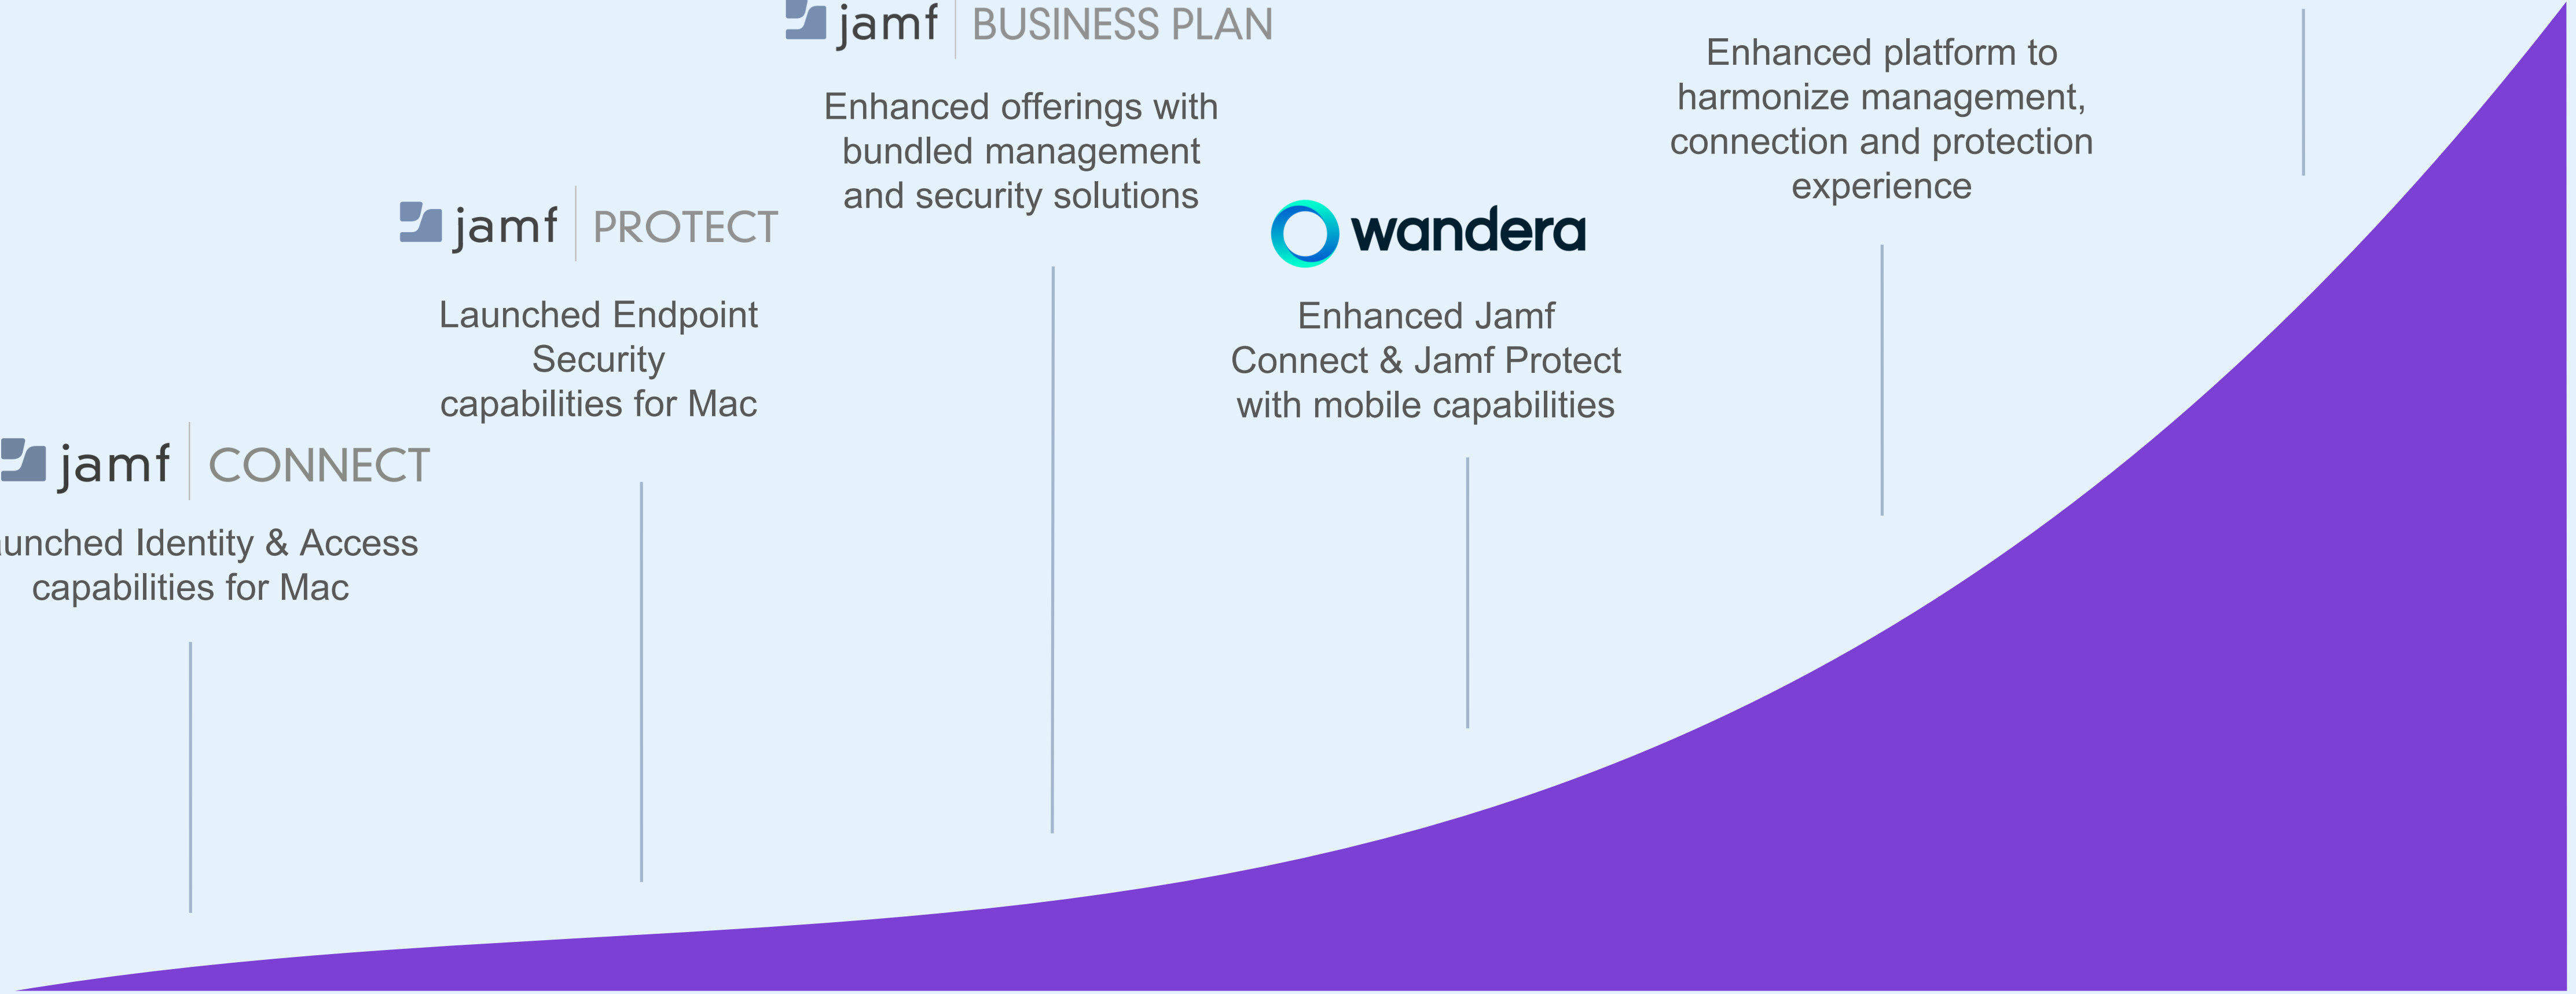 jamf CONNECT
Identity & Access
capabilities for Mac
jamf PROTECT
Launched Endpoint
Security
capabilities for Mac
jamf BUSINESS PLAN
Enhanced offerings with
bundled management
and security solutions
wandera
Enhanced Jamf
Connect & Jamf Protect
with mobile capabilities
Enhanced platform to
harmonize management,
connection and protection
experience